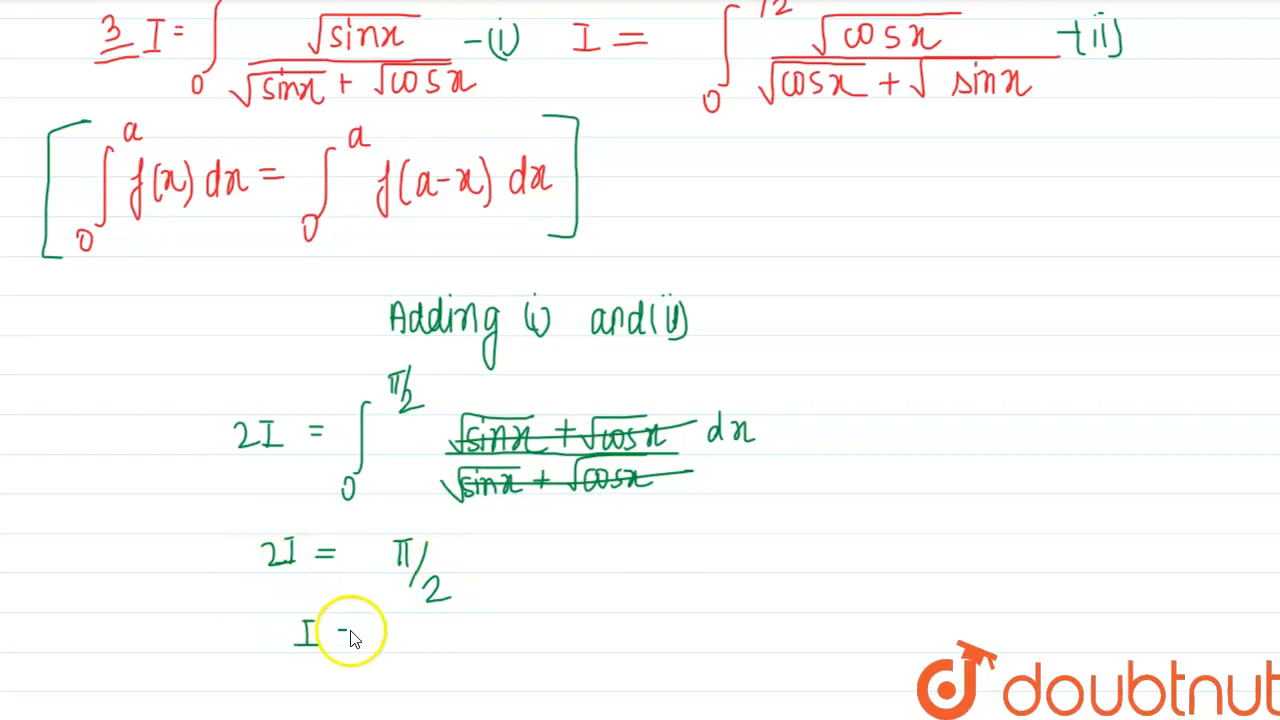 3 I = ∫₀ √sinx / (√sinx + √cosx) -(i) I = ∫₀^/2 √cosx / (√cosx + √sinx) -(ii)
[ ∫₀^a f(x) dx = ∫₀^a f(a-x) dx ]
Adding (i) and (ii)
2I = ∫₀^π/2 (√sinx + √cosx) / (√sinx + √cosx) dx
2I = π/2
I -
doubtnut